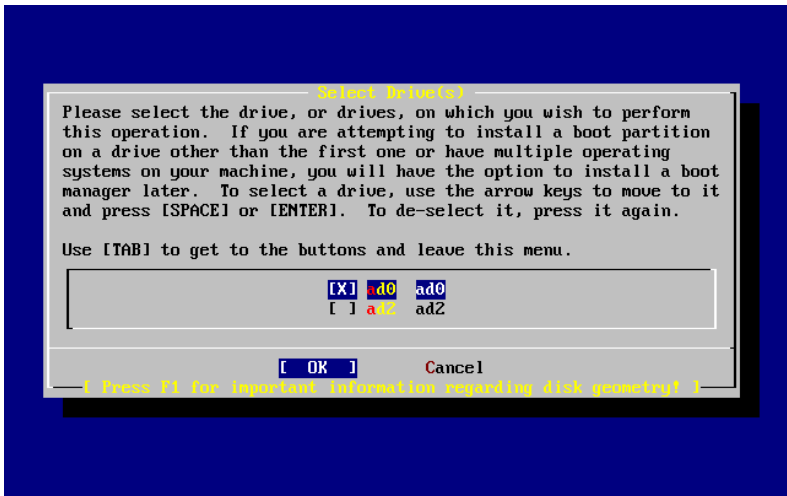 Select Drive(s)
Please select the drive, or drives, on which you wish to perform
this operation.  If you are attempting to install a boot partition
on a drive other than the first one or have multiple operating
systems on your machine, you will have the option to install a boot
manager later.  To select a drive, use the arrow keys to move to it
and press [SPACE] or [ENTER].  To de-select it, press it again.
Use [TAB] to get to the buttons and leave this menu.
[X] ad0  ad0
[ ] ad2  ad2
[  OK  ]       Cancel
[ Press F1 for important information regarding disk geometry! ]